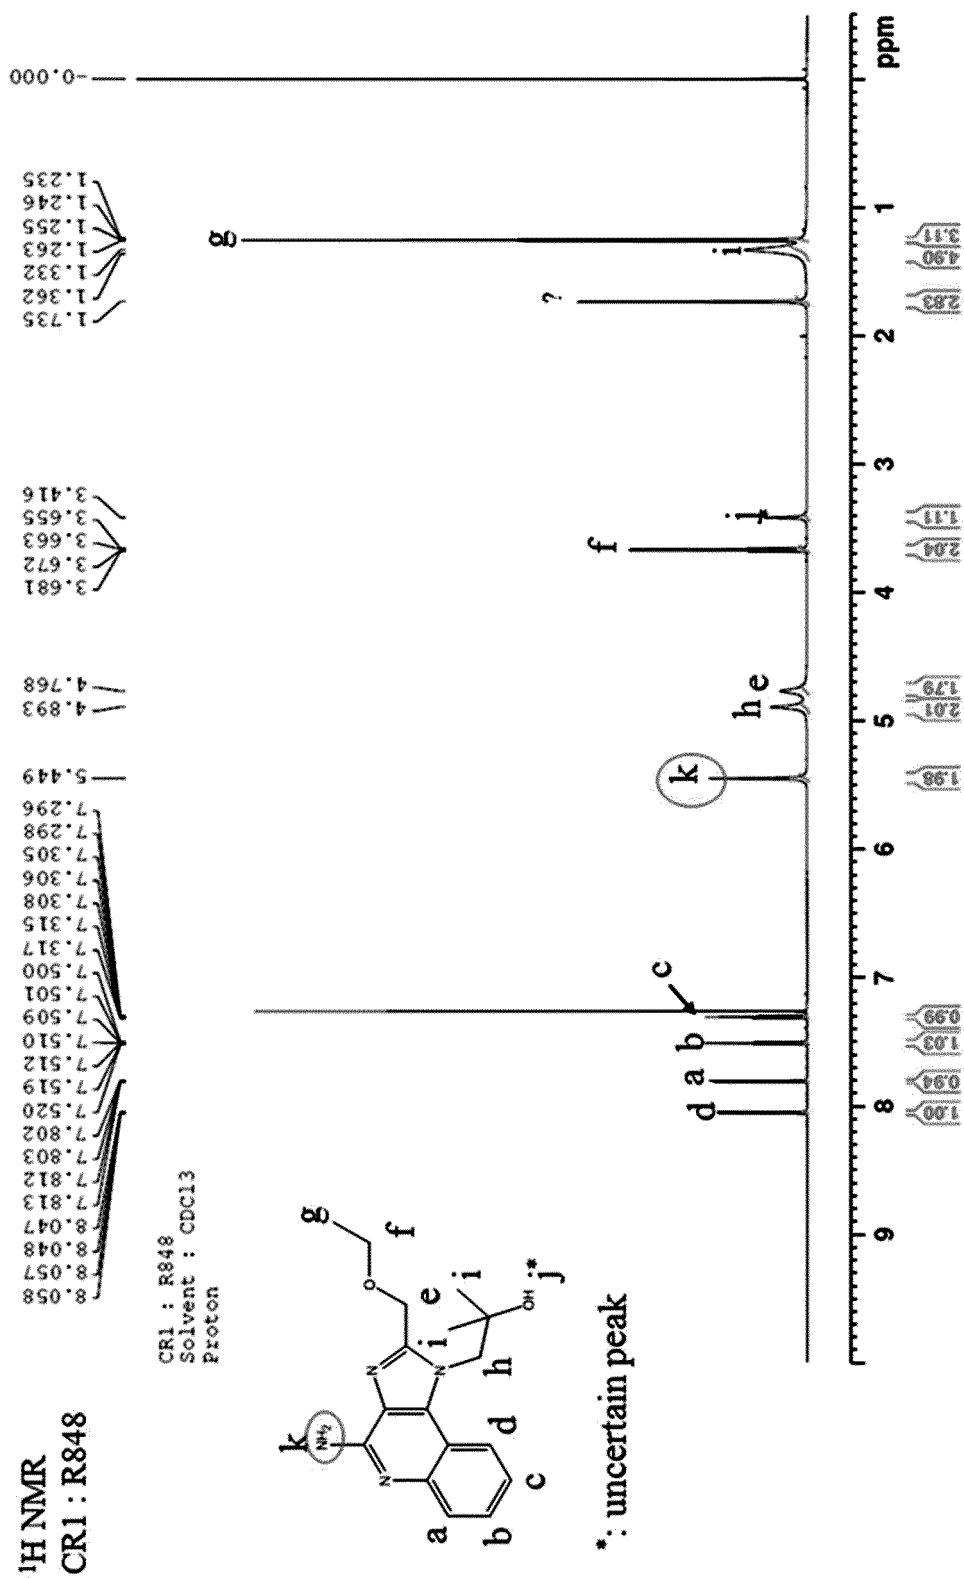 ¹H NMR
CR1 : R848
8.058
8.057
8.048
8.047
7.813
7.812
7.803
7.802
7.520
7.519
7.512
7.510
7.509
7.501
7.500
7.317
7.315
7.308
7.306
7.305
7.298
7.296
5.449
4.893
4.768
3.681
3.672
3.663
3.655
3.416
1.735
1.362
1.332
1.263
1.255
1.246
1.235
-0.000
CR1 : R848
Solvent : CDCl3
Proton
k
NH₂
N
N
N
O
OH
a
b
c
d
e
f
g
h
i
i
j*
*: uncertain peak
d
a
b
c
k
h
e
f
j*
?
i
g
9
8
7
6
5
4
3
2
1
ppm
1.00
0.94
1.03
0.99
1.98
2.01
1.79
2.04
1.11
2.83
4.90
3.11